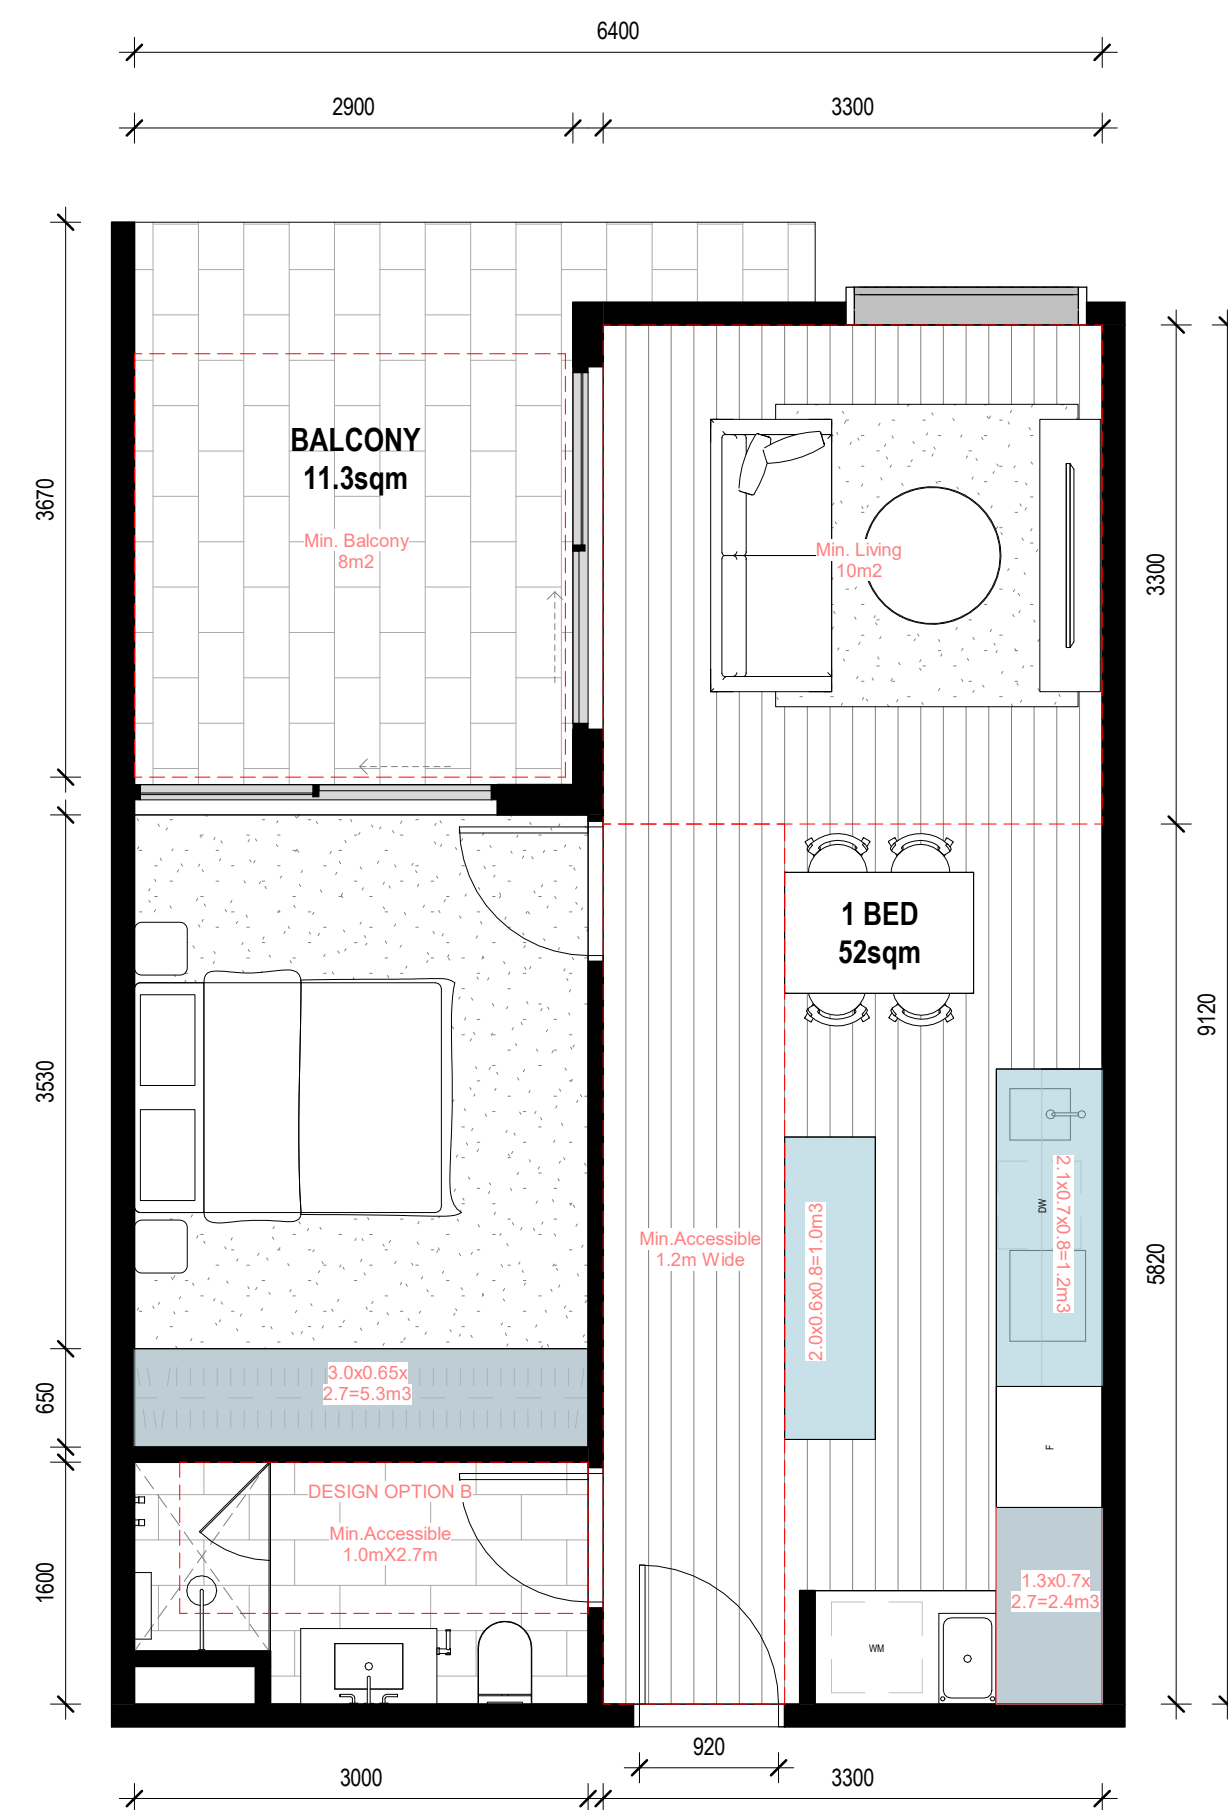 6400
2900
3300
BALCONY
11.3sqm
Min. Balcony
8m2
3670
Min. Living
10m2
3300
1 BED
52sqm
9120
3530
Min.Accessible
1.2m Wide
2.0x0.6x0.8=1.0m3
2.1x0.7x0.8=1.2m3
DW
5820
3.0x0.65x
2.7=5.3m3
650
F
DESIGN OPTION B
Min.Accessible
1.0mX2.7m
1600
1.3x0.7x
2.7=2.4m3
WM
920
3000
3300